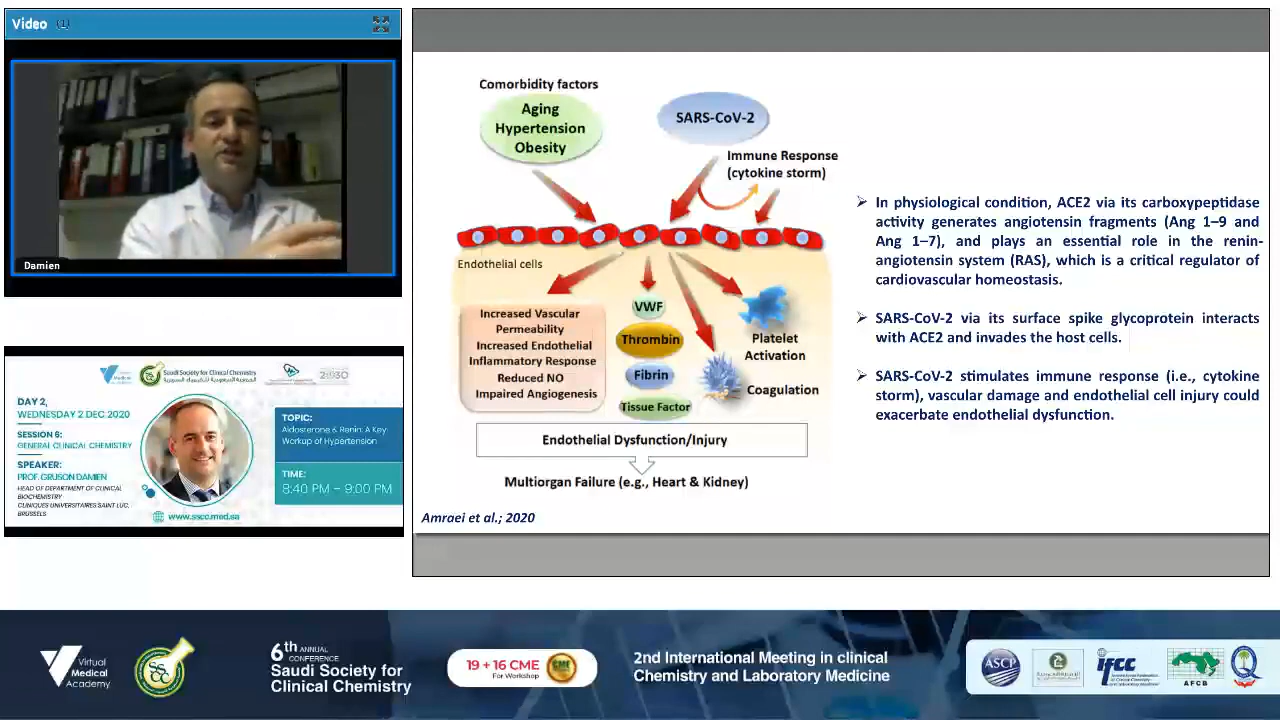 Video (1)
Damien
Virtual
Medical
Academy
Saudi Society for Clinical Chemistry
الجمعية السعودية للكيمياء السريرية
2030
DAY 2,
WEDNESDAY 2 DEC 2020
SESSION 6:
GENERAL CLINICAL CHEMISTRY
SPEAKER:
PROF. GRUSON DAMIEN
HEAD OF DEPARTMENT OF CLINICAL
BIOCHEMISTRY
CLINIQUES UNIVERSITAIRES SAINT LUC,
BRUSSELS
TOPIC:
Aldosterone & Renin: A Key
Workup of Hypertension
TIME:
8:40 PM – 9:00 PM
www.sscc.med.sa
Comorbidity factors
Aging
Hypertension
Obesity
SARS-CoV-2
Immune Response
(cytokine storm)
Endothelial cells
Increased Vascular
Permeability
Increased Endothelial
Inflammatory Response
Reduced NO
Impaired Angiogenesis
VWF
Thrombin
Fibrin
Tissue Factor
Platelet
Activation
Coagulation
Endothelial Dysfunction/Injury
Multiorgan Failure (e.g., Heart & Kidney)
Amraei et al.; 2020
In physiological condition, ACE2 via its carboxypeptidase
activity generates angiotensin fragments (Ang 1–9 and
Ang 1–7), and plays an essential role in the renin-
angiotensin system (RAS), which is a critical regulator of
cardiovascular homeostasis.
SARS-CoV-2 via its surface spike glycoprotein interacts
with ACE2 and invades the host cells.
SARS-CoV-2 stimulates immune response (i.e., cytokine
storm), vascular damage and endothelial cell injury could
exacerbate endothelial dysfunction.
Virtual
Medical
Academy
6th ANNUAL
CONFERENCE
Saudi Society for
Clinical Chemistry
19 + 16 CME
For Workshop
CME
2nd International Meeting in clinical
Chemistry and Laboratory Medicine
ASCP
ifcc
AFCB